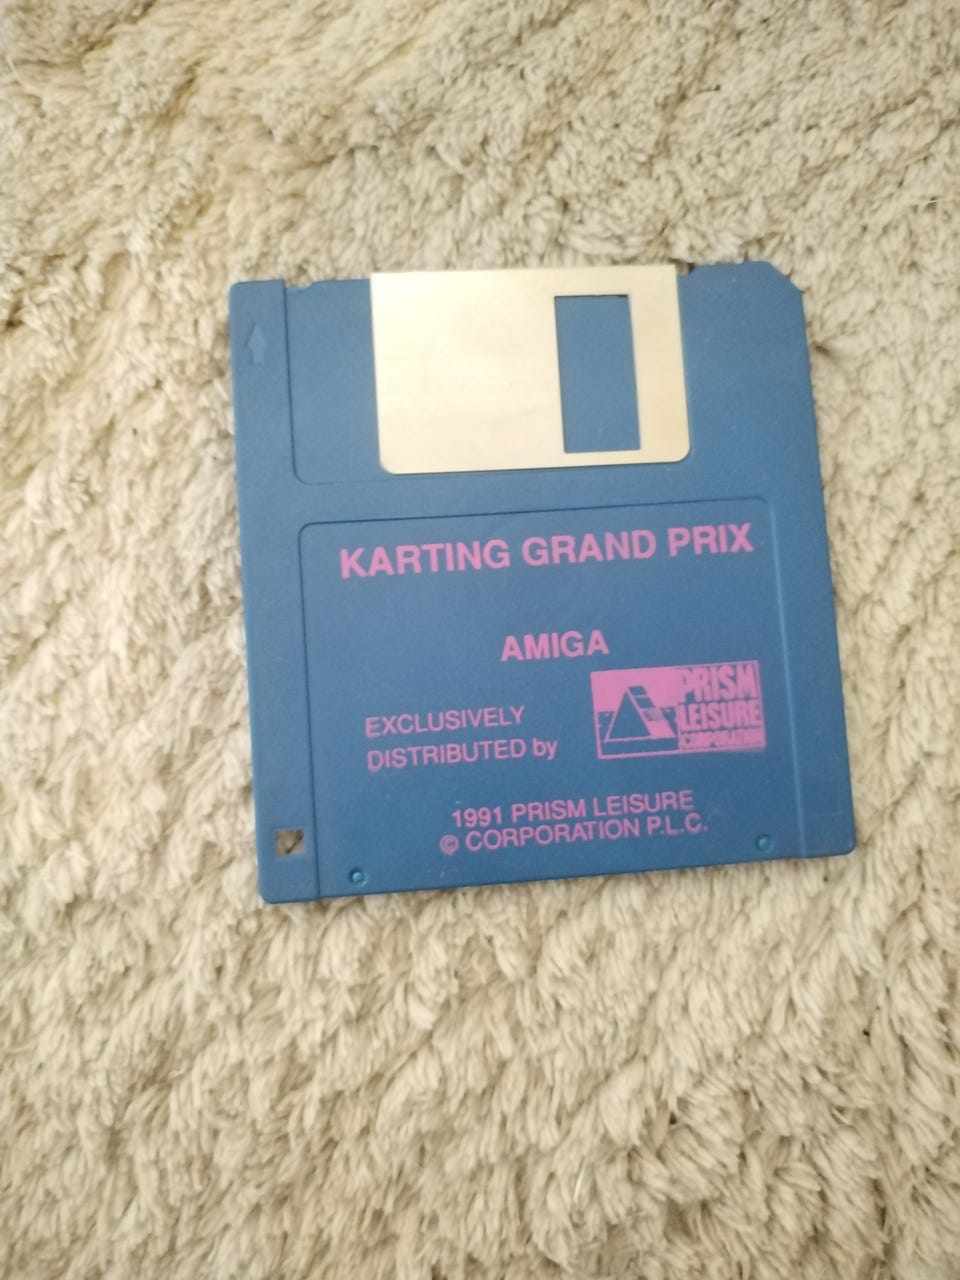 KARTING GRAND PRIX
AMIGA
EXCLUSIVELY
DISTRIBUTED by
PRISM
LEISURE
CORPORATION
1991 PRISM LEISURE
© CORPORATION P.L.C.